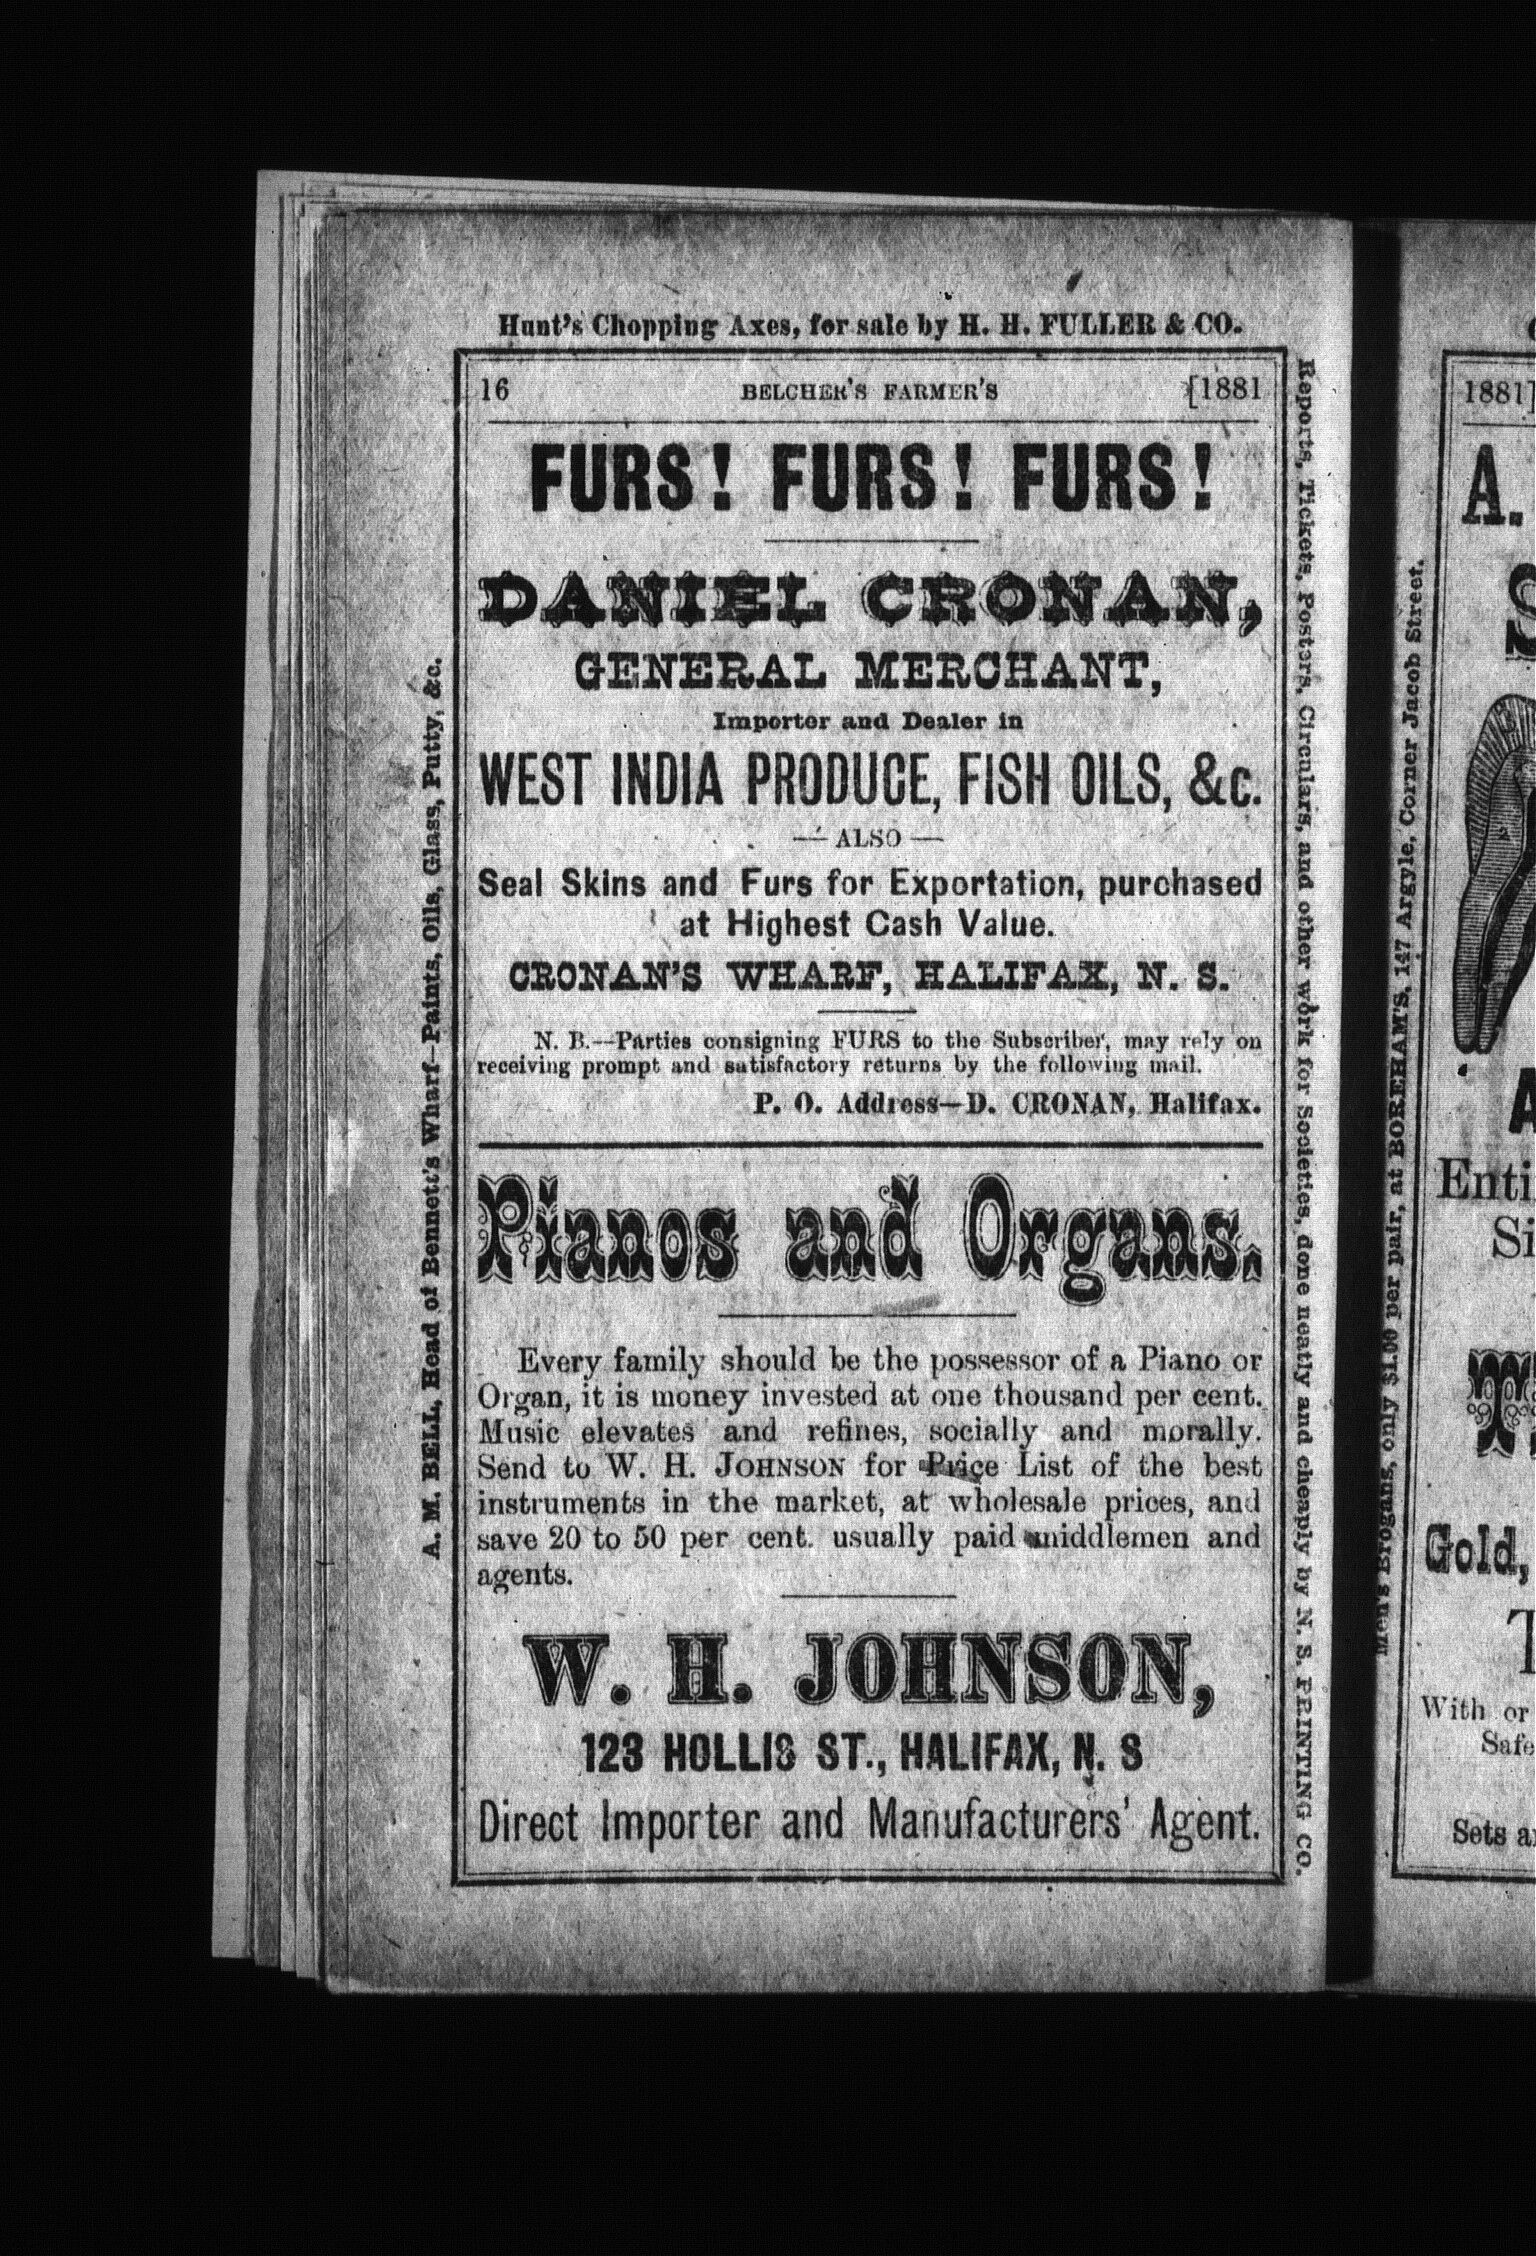 Hunt's Chopping Axes, for sale by H. H. FULLER & CO.
16 BELCHER'S FARMER'S [1881
FURS! FURS! FURS!
DANIEL CRONAN,
GENERAL MERCHANT,
Importer and Dealer in
WEST INDIA PRODUCE, FISH OILS, &c.
— ALSO —
Seal Skins and Furs for Exportation, purchased
at Highest Cash Value.
CRONAN'S WHARF, HALIFAX, N. S.
N. B.—Parties consigning FURS to the Subscriber, may rely on
receiving prompt and satisfactory returns by the following mail.
P. O. Address—D. CRONAN, Halifax.
Pianos and Organs.
Every family should be the possessor of a Piano or
Organ, it is money invested at one thousand per cent.
Music elevates and refines, socially and morally.
Send to W. H. JOHNSON for Price List of the best
instruments in the market, at wholesale prices, and
save 20 to 50 per cent. usually paid middlemen and
agents.
W. H. JOHNSON,
123 HOLLIS ST., HALIFAX, N. S
Direct Importer and Manufacturers' Agent.
A. M. BELL, Head of Bennett's Wharf—Paints, Oils, Glass, Putty, &c.
Reports, Tickets, Posters, Circulars, and other work for Societies, done neatly and cheaply by N. S. PRINTING CO.
Men's Brogans, only $1.00 per pair, at BOREHAM'S, 147 Argyle, Corner Jacob Street.
1881]
A.
S
A
Enti
Si
Gold,
T
With or
Safe
Sets a